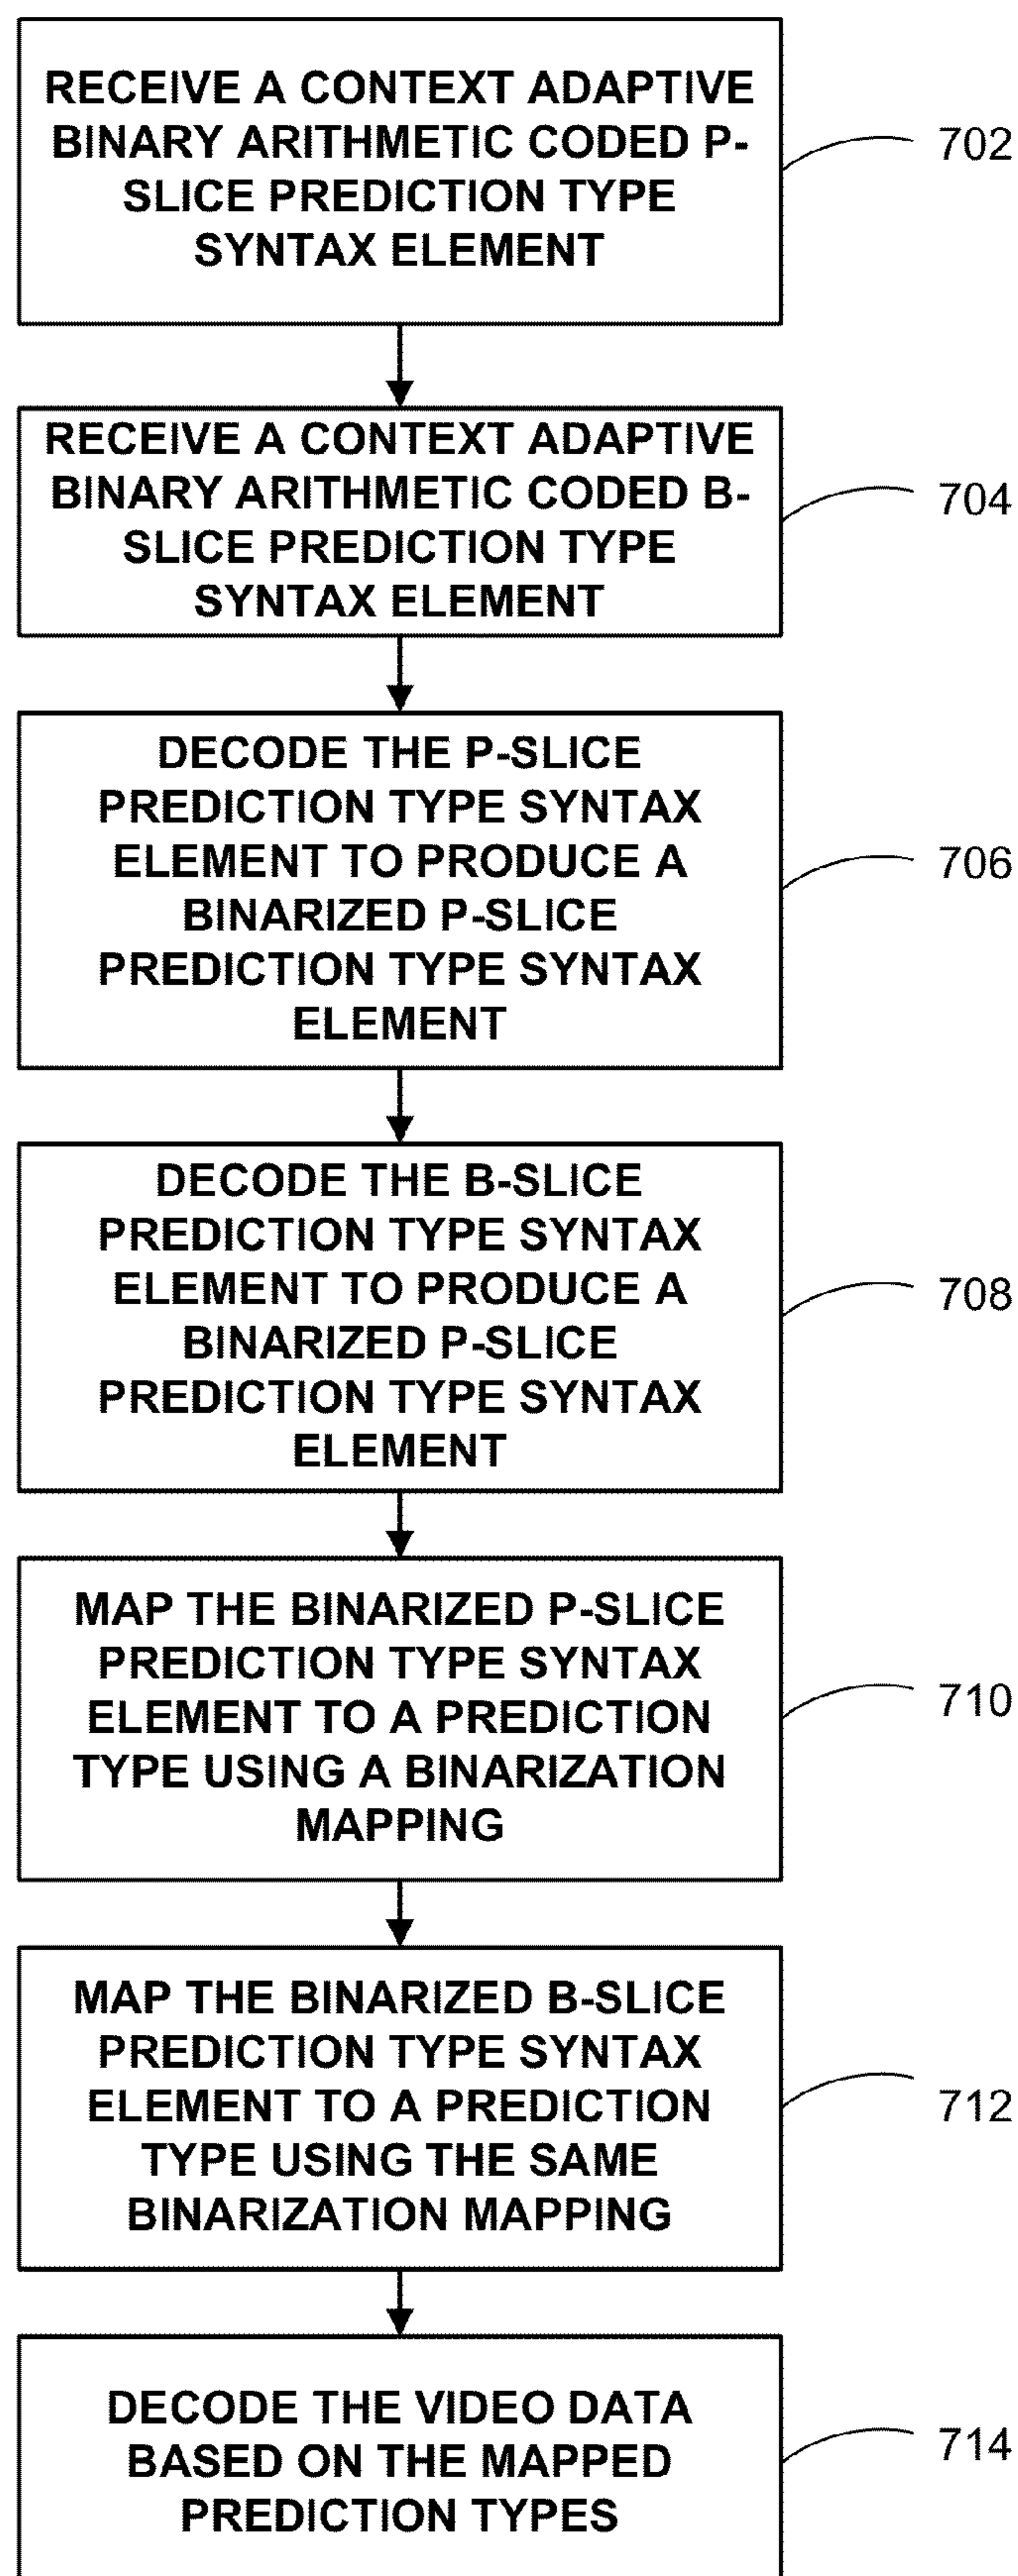 RECEIVE A CONTEXT ADAPTIVE
BINARY ARITHMETIC CODED P-
SLICE PREDICTION TYPE
SYNTAX ELEMENT
702
RECEIVE A CONTEXT ADAPTIVE
BINARY ARITHMETIC CODED B-
SLICE PREDICTION TYPE
SYNTAX ELEMENT
704
DECODE THE P-SLICE
PREDICTION TYPE SYNTAX
ELEMENT TO PRODUCE A
BINARIZED P-SLICE
PREDICTION TYPE SYNTAX
ELEMENT
706
DECODE THE B-SLICE
PREDICTION TYPE SYNTAX
ELEMENT TO PRODUCE A
BINARIZED P-SLICE
PREDICTION TYPE SYNTAX
ELEMENT
708
MAP THE BINARIZED P-SLICE
PREDICTION TYPE SYNTAX
ELEMENT TO A PREDICTION
TYPE USING A BINARIZATION
MAPPING
710
MAP THE BINARIZED B-SLICE
PREDICTION TYPE SYNTAX
ELEMENT TO A PREDICTION
TYPE USING THE SAME
BINARIZATION MAPPING
712
DECODE THE VIDEO DATA
BASED ON THE MAPPED
PREDICTION TYPES
714